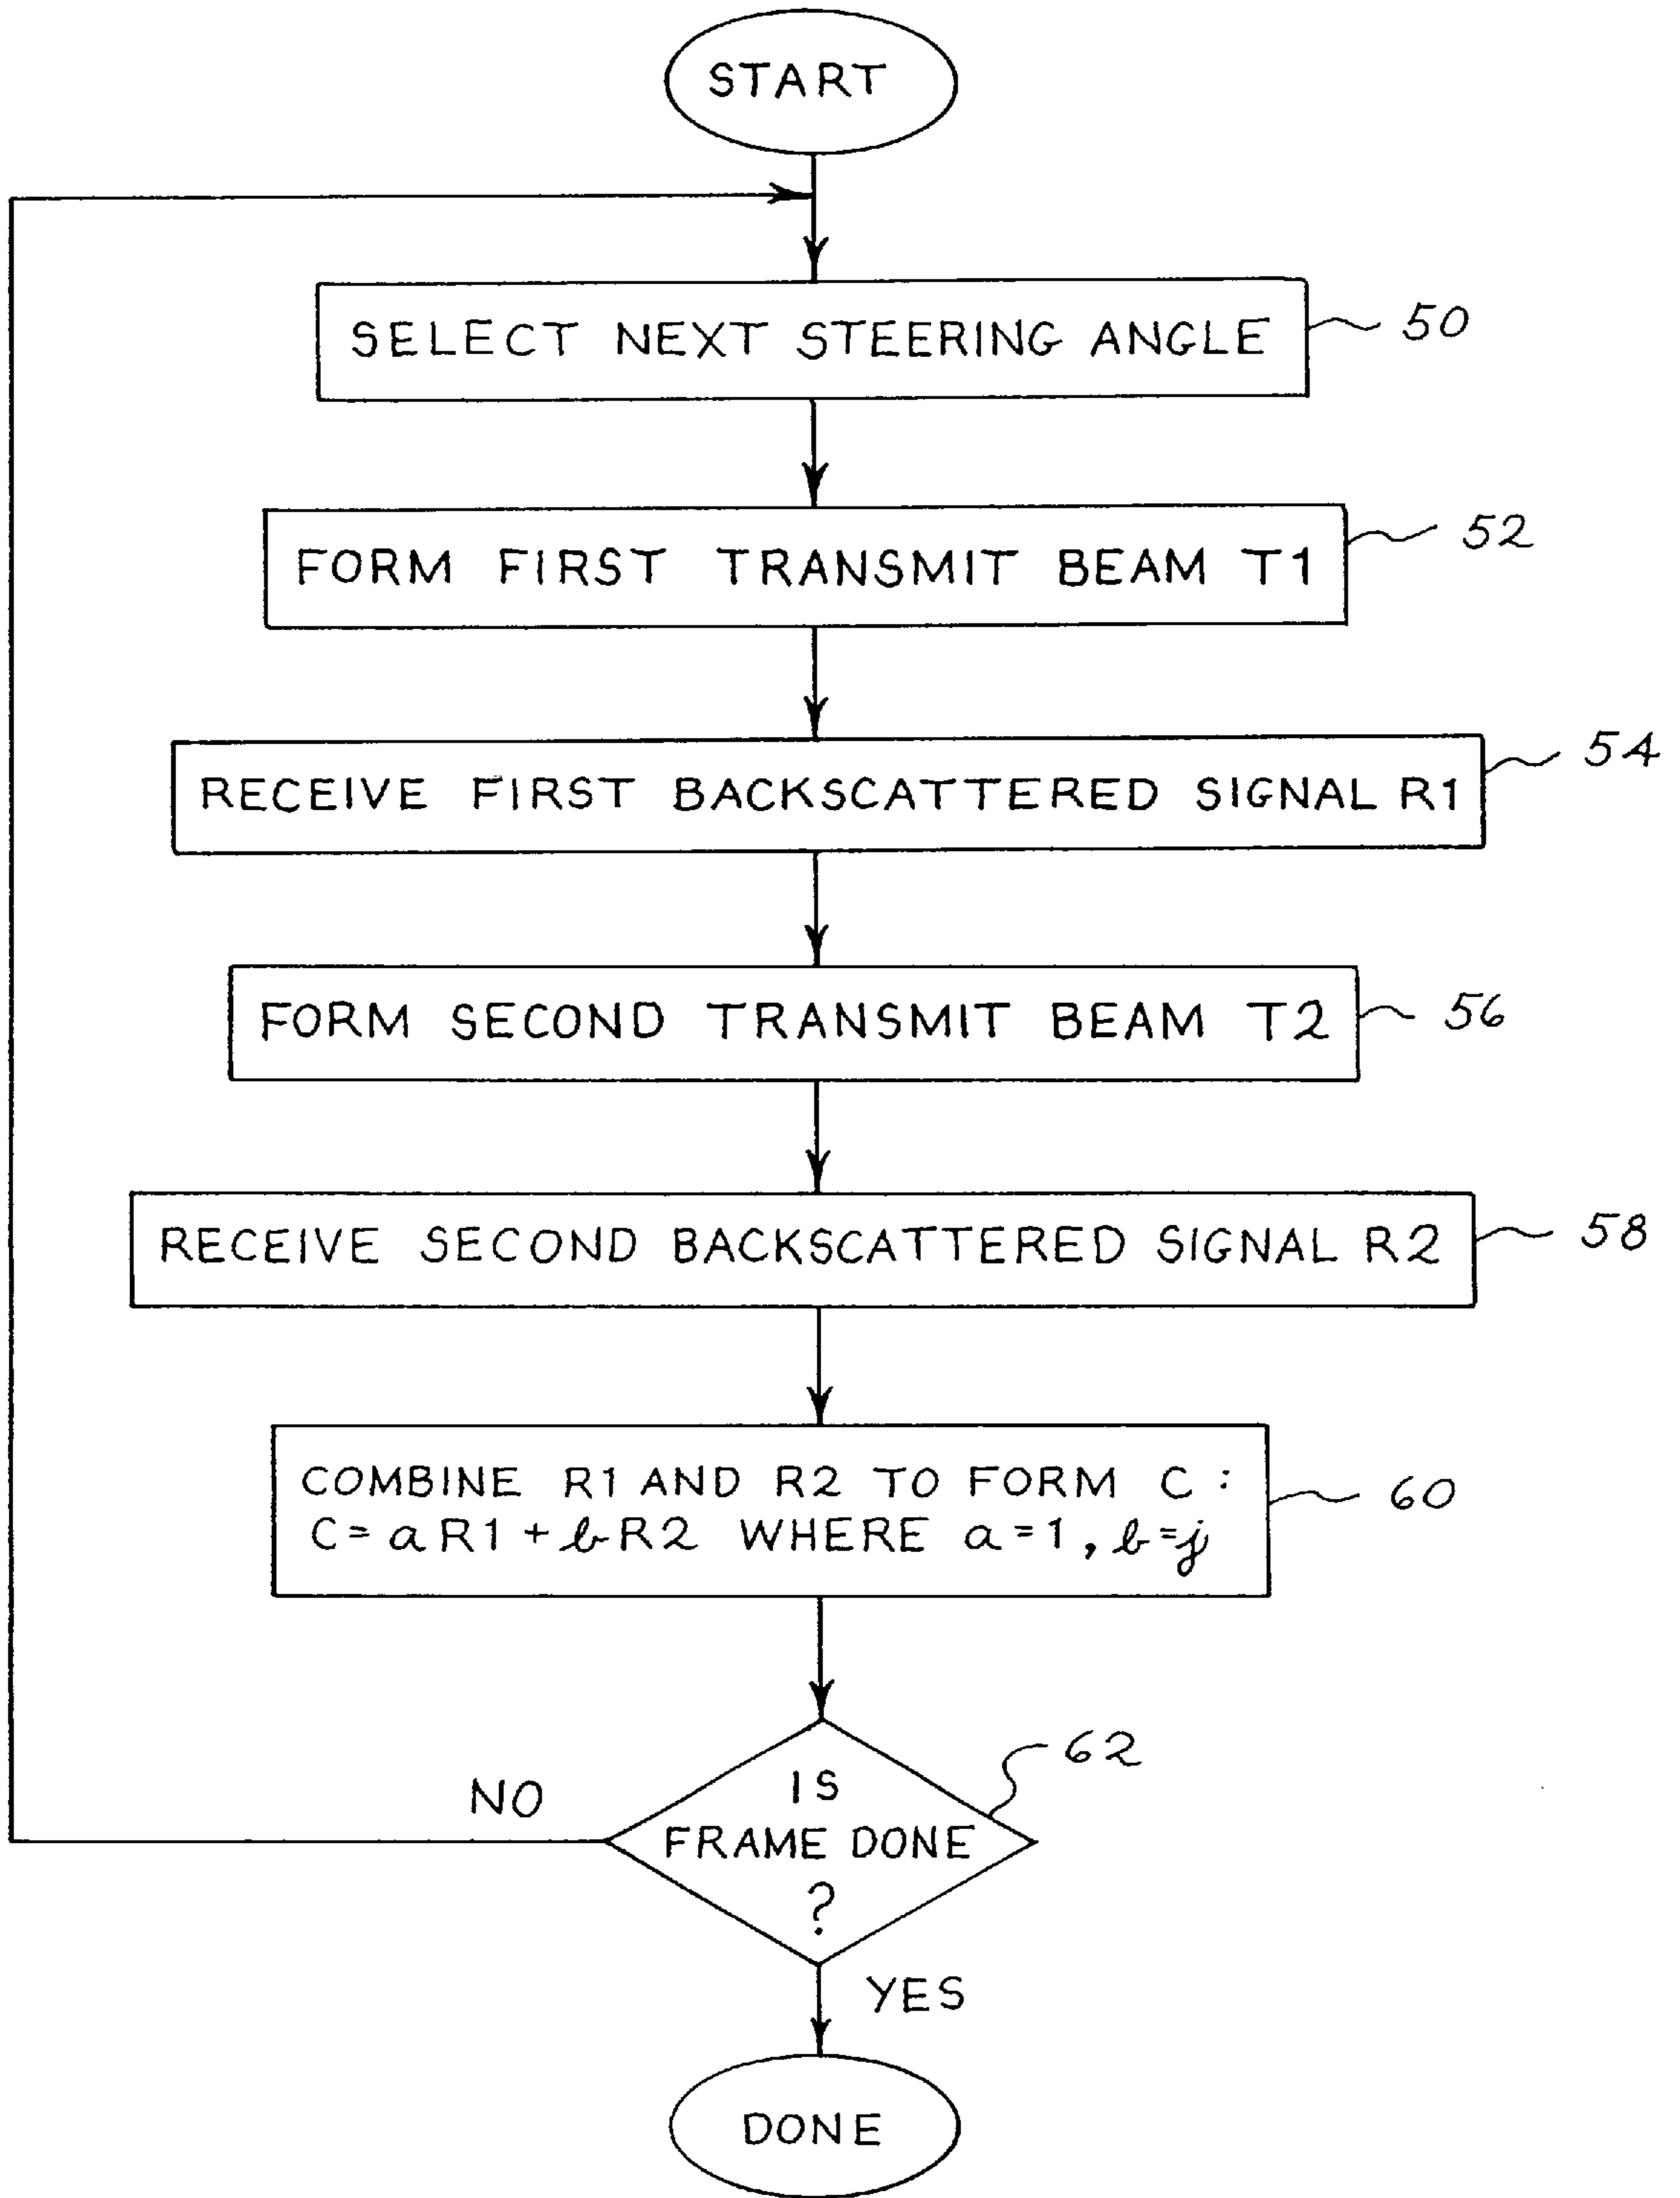 START
SELECT NEXT STEERING ANGLE
50
FORM FIRST TRANSMIT BEAM T1
52
RECEIVE FIRST BACKSCATTERED SIGNAL R1
54
FORM SECOND TRANSMIT BEAM T2
56
RECEIVE SECOND BACKSCATTERED SIGNAL R2
58
COMBINE R1 AND R2 TO FORM C :
C = a R1 + b R2 WHERE a = 1 , b = j
60
62
IS
FRAME DONE
?
NO
YES
DONE